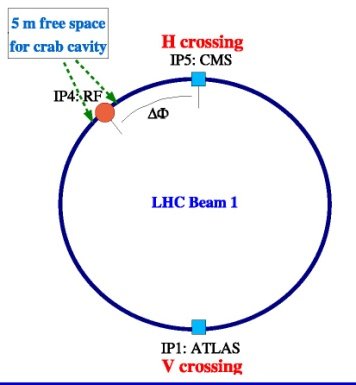 5 m free space
for crab cavity
H crossing
IP5: CMS
IP4: RF
ΔΦ
LHC Beam 1
IP1: ATLAS
V crossing